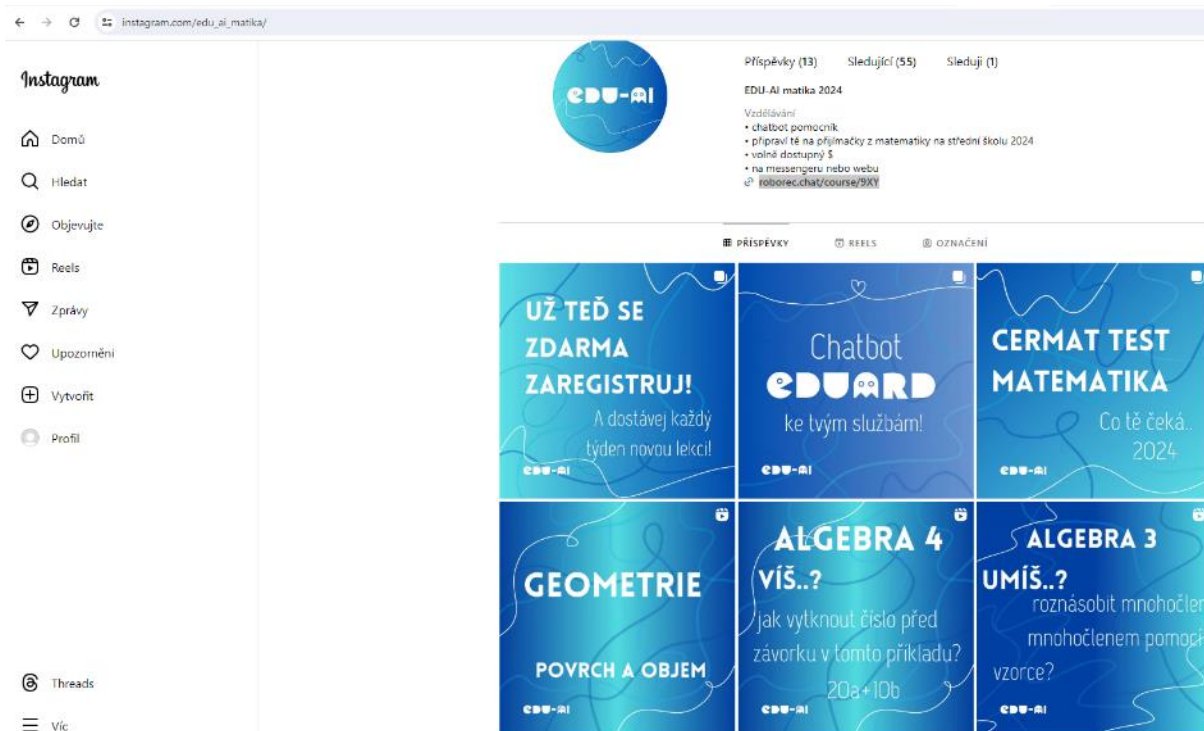 instagram.com/edu_ai_matika/
Instagram
Domů
Hledat
Objevujte
Reels
Zprávy
Upozornění
Vytvořit
Profil
Threads
Víc
EDU-AI
Příspěvky (13) Sledující (55) Sleduji (1)
EDU-AI matika 2024
Vzdělávání
• chatbot pomocník
• připraví tě na přijímačky z matematiky na střední školu 2024
• volně dostupný $
• na messengeru nebo webu
roborec.chat/course/9XY
PŘÍSPĚVKY REELS OZNAČENÍ
UŽ TEĎ SE
ZDARMA
ZAREGISTRUJ!
A dostávej každý
týden novou lekci!
EDU-AI
Chatbot
EDUARD
ke tvým službám!
EDU-AI
CERMAT TEST
MATEMATIKA
Co tě čeká..
2024
EDU-AI
GEOMETRIE
POVRCH A OBJEM
EDU-AI
ALGEBRA 4
VÍŠ..?
jak vytknout číslo před
závorku v tomto příkladu?
20a+10b
EDU-AI
ALGEBRA 3
UMÍŠ..?
roznásobit mnohočlen
mnohočlenem pomocí
vzorce?
EDU-AI